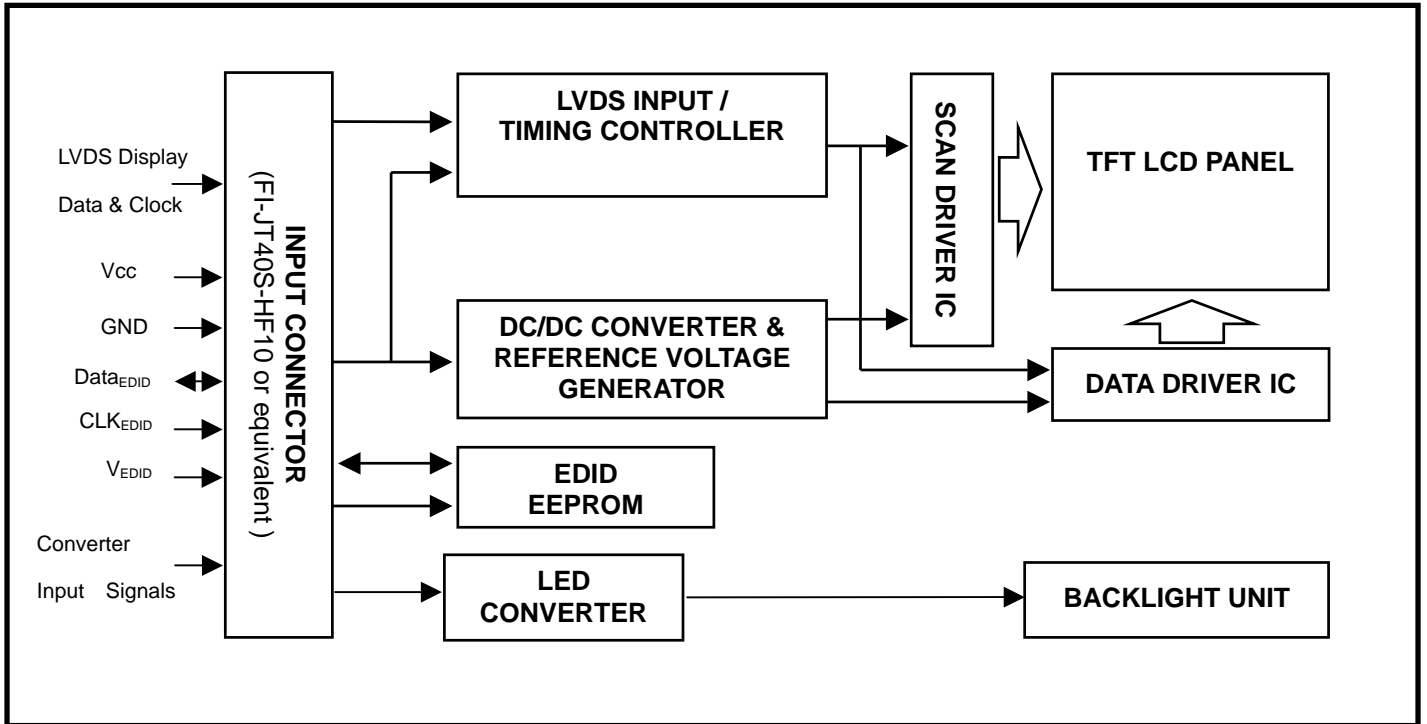 LVDS Display
Data & Clock
Vcc
GND
DataEDID
CLKEDID
VEDID
Converter
Input Signals
INPUT CONNECTOR
(FI-JT40S-HF10 or equivalent )
LVDS INPUT /
TIMING CONTROLLER
DC/DC CONVERTER &
REFERENCE VOLTAGE
GENERATOR
EDID
EEPROM
LED
CONVERTER
SCAN DRIVER IC
TFT LCD PANEL
DATA DRIVER IC
BACKLIGHT UNIT